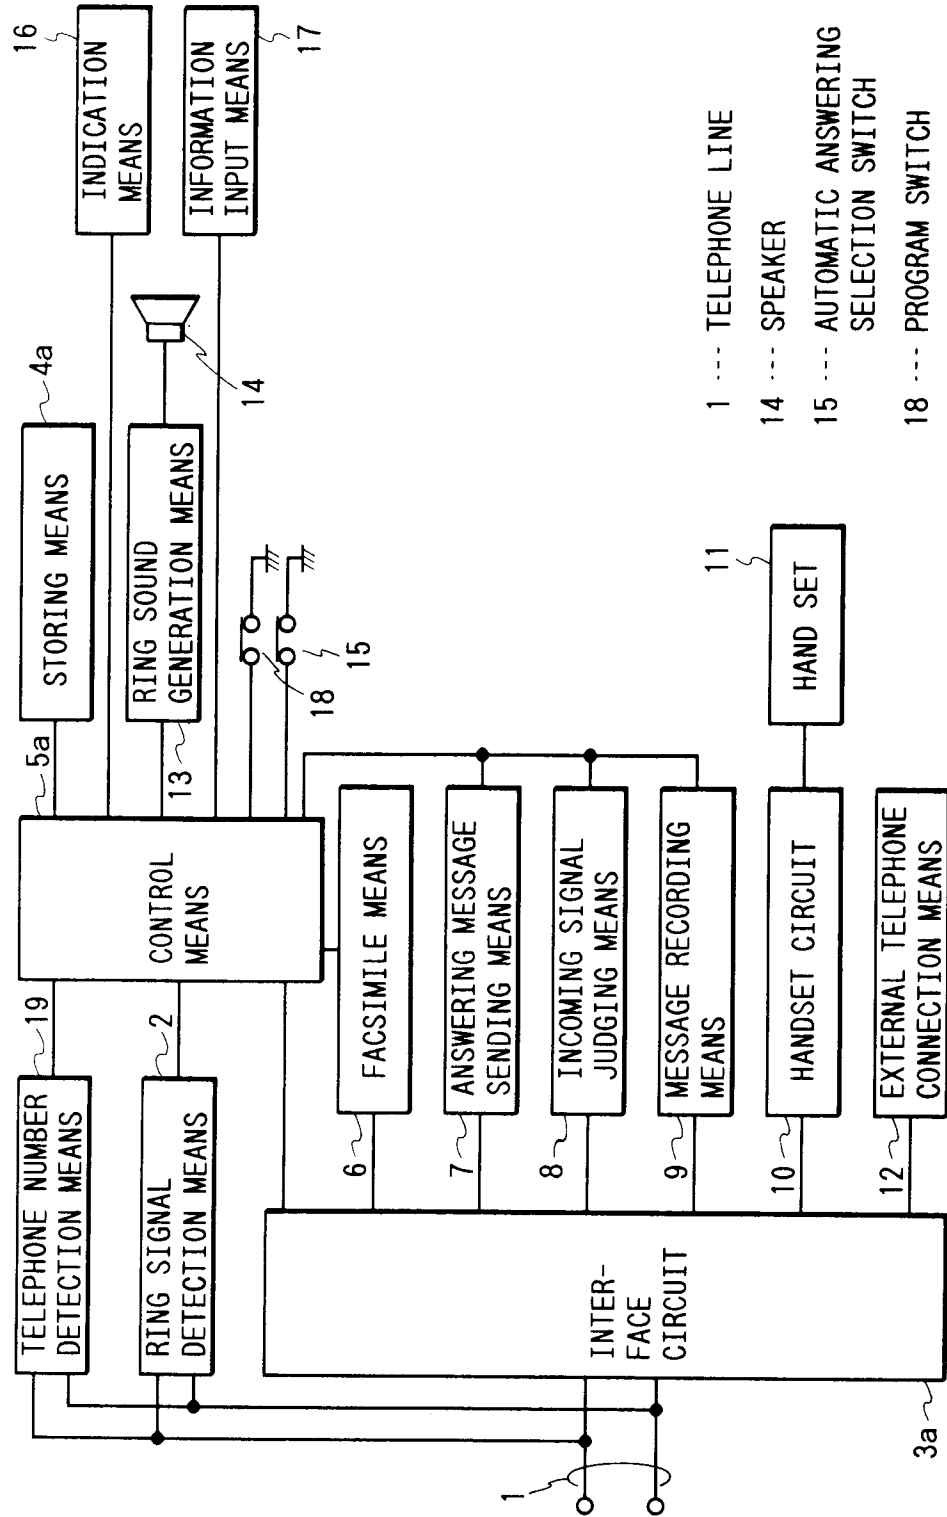 TELEPHONE NUMBER
DETECTION MEANS
19
RING SIGNAL
DETECTION MEANS
2
CONTROL
MEANS
5a
STORING MEANS
4a
INDICATION
MEANS
16
RING SOUND
GENERATION MEANS
13
14
INFORMATION
INPUT MEANS
17
18
15
1
INTER-
FACE
CIRCUIT
3a
6
FACSIMILE MEANS
7
ANSWERING MESSAGE
SENDING MEANS
8
INCOMING SIGNAL
JUDGING MEANS
9
MESSAGE RECORDING
MEANS
10
HANDSET CIRCUIT
11
HAND SET
12
EXTERNAL TELEPHONE
CONNECTION MEANS
1 --- TELEPHONE LINE
14 --- SPEAKER
15 --- AUTOMATIC ANSWERING
SELECTION SWITCH
18 --- PROGRAM SWITCH